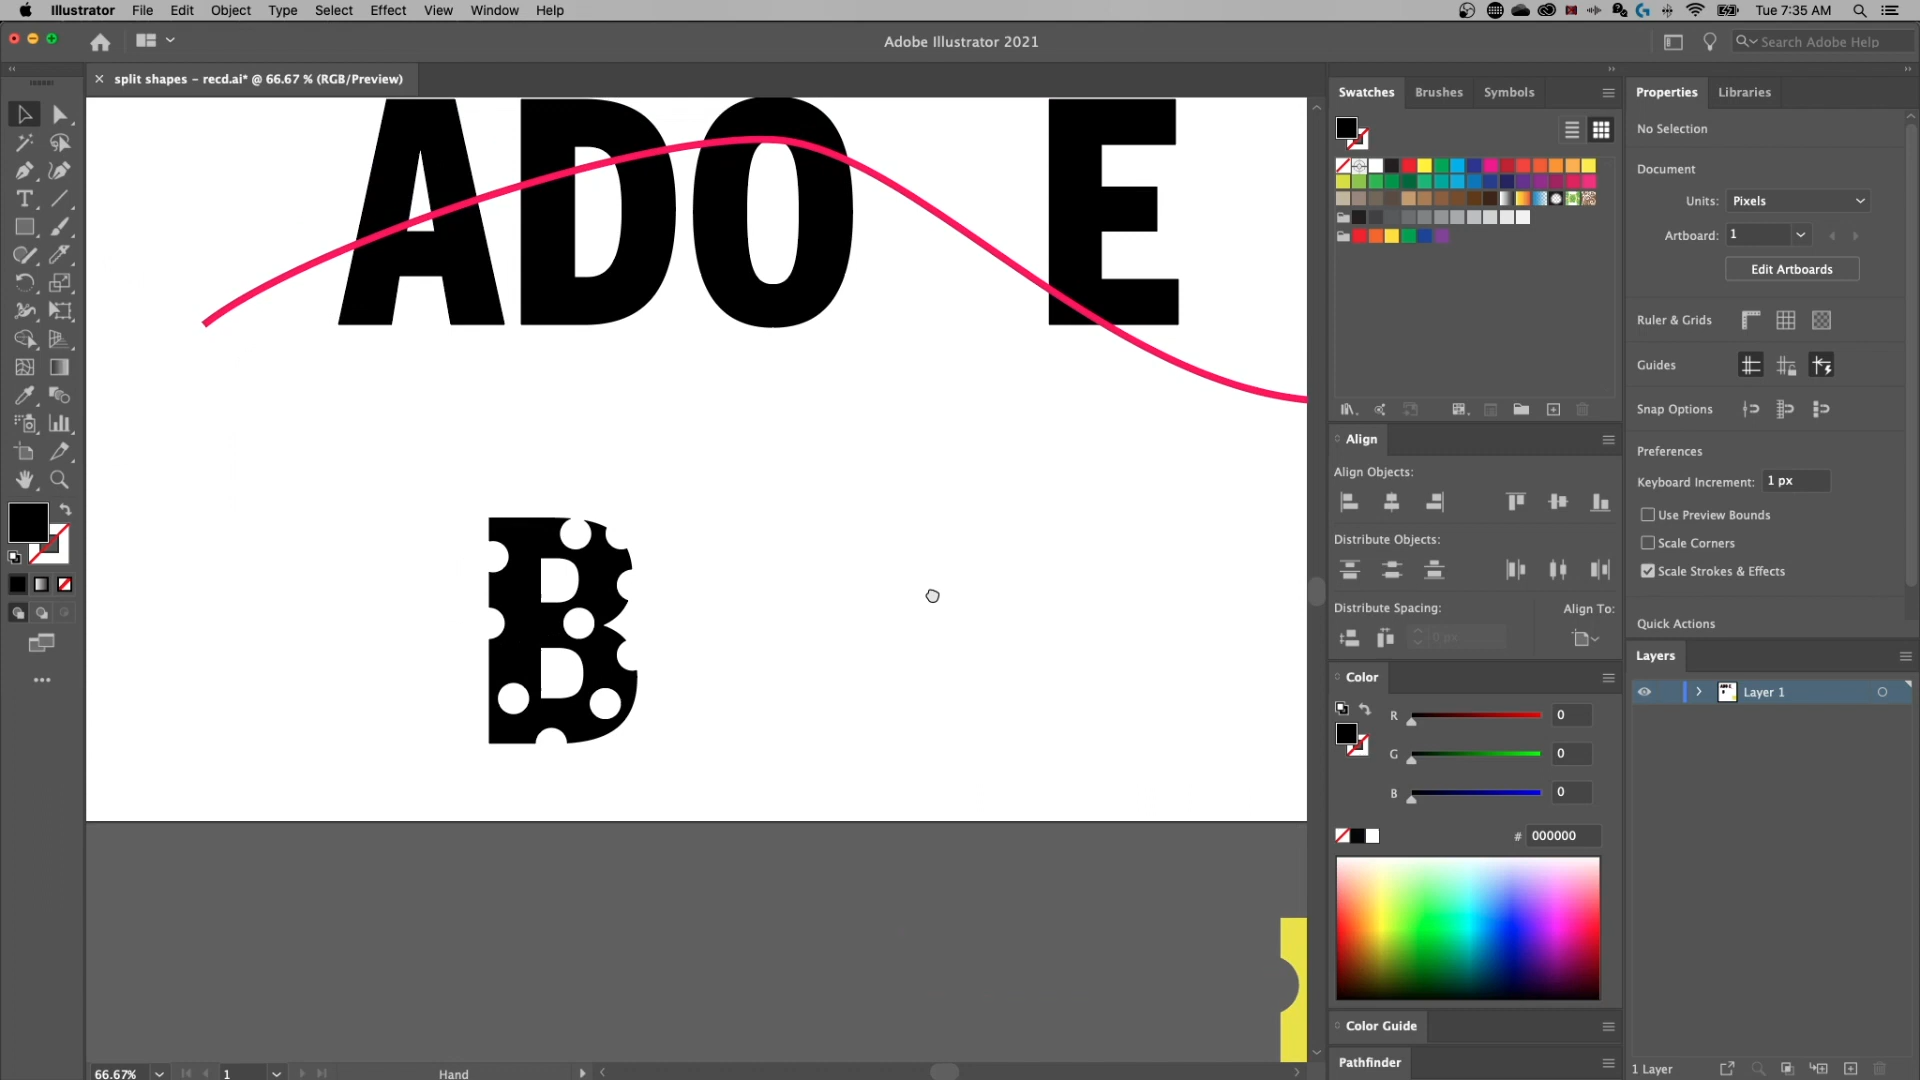 Illustrator File Edit Object Type Select Effect View Window Help
Tue 7:35 AM
Adobe Illustrator 2021
Search Adobe Help
split shapes – recd.ai* @ 66.67 % (RGB/Preview)
ADO E
B
66.67%
1
Hand
Swatches Brushes Symbols
Align
Align Objects:
Distribute Objects:
Distribute Spacing:
Align To:
0 px
Color
R 0
G 0
B 0
# 000000
Color Guide
Pathfinder
Properties Libraries
No Selection
Document
Units: Pixels
Artboard: 1
Edit Artboards
Ruler & Grids
Guides
Snap Options
Preferences
Keyboard Increment: 1 px
Use Preview Bounds
Scale Corners
Scale Strokes & Effects
Quick Actions
Layers
Layer 1
1 Layer